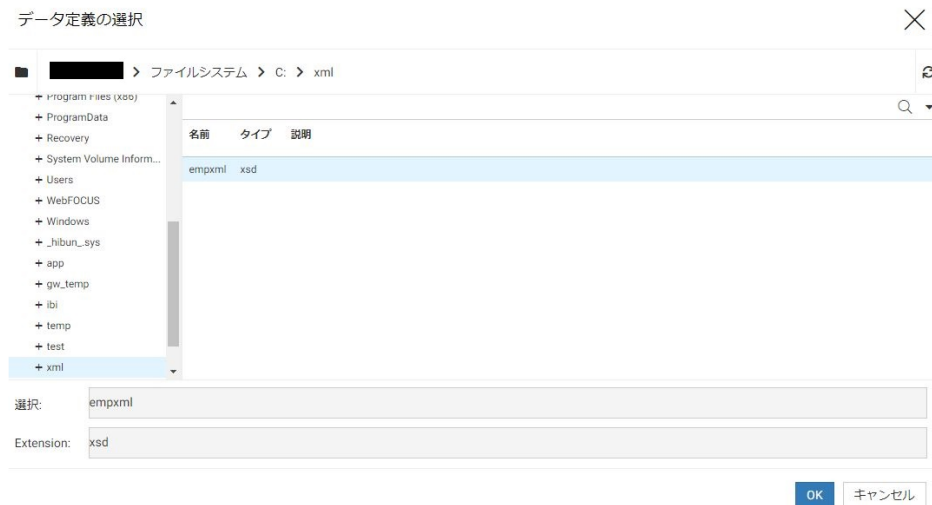 データ定義の選択
ファイルシステム > C: > xml
+ Program Files (x86)
+ ProgramData
+ Recovery
+ System Volume Inform...
+ Users
+ WebFOCUS
+ Windows
+ _hibun_.sys
+ app
+ gw_temp
+ ibi
+ temp
+ test
+ xml
名前 タイプ 説明
empxml xsd
選択: empxml
Extension: xsd
OK キャンセル